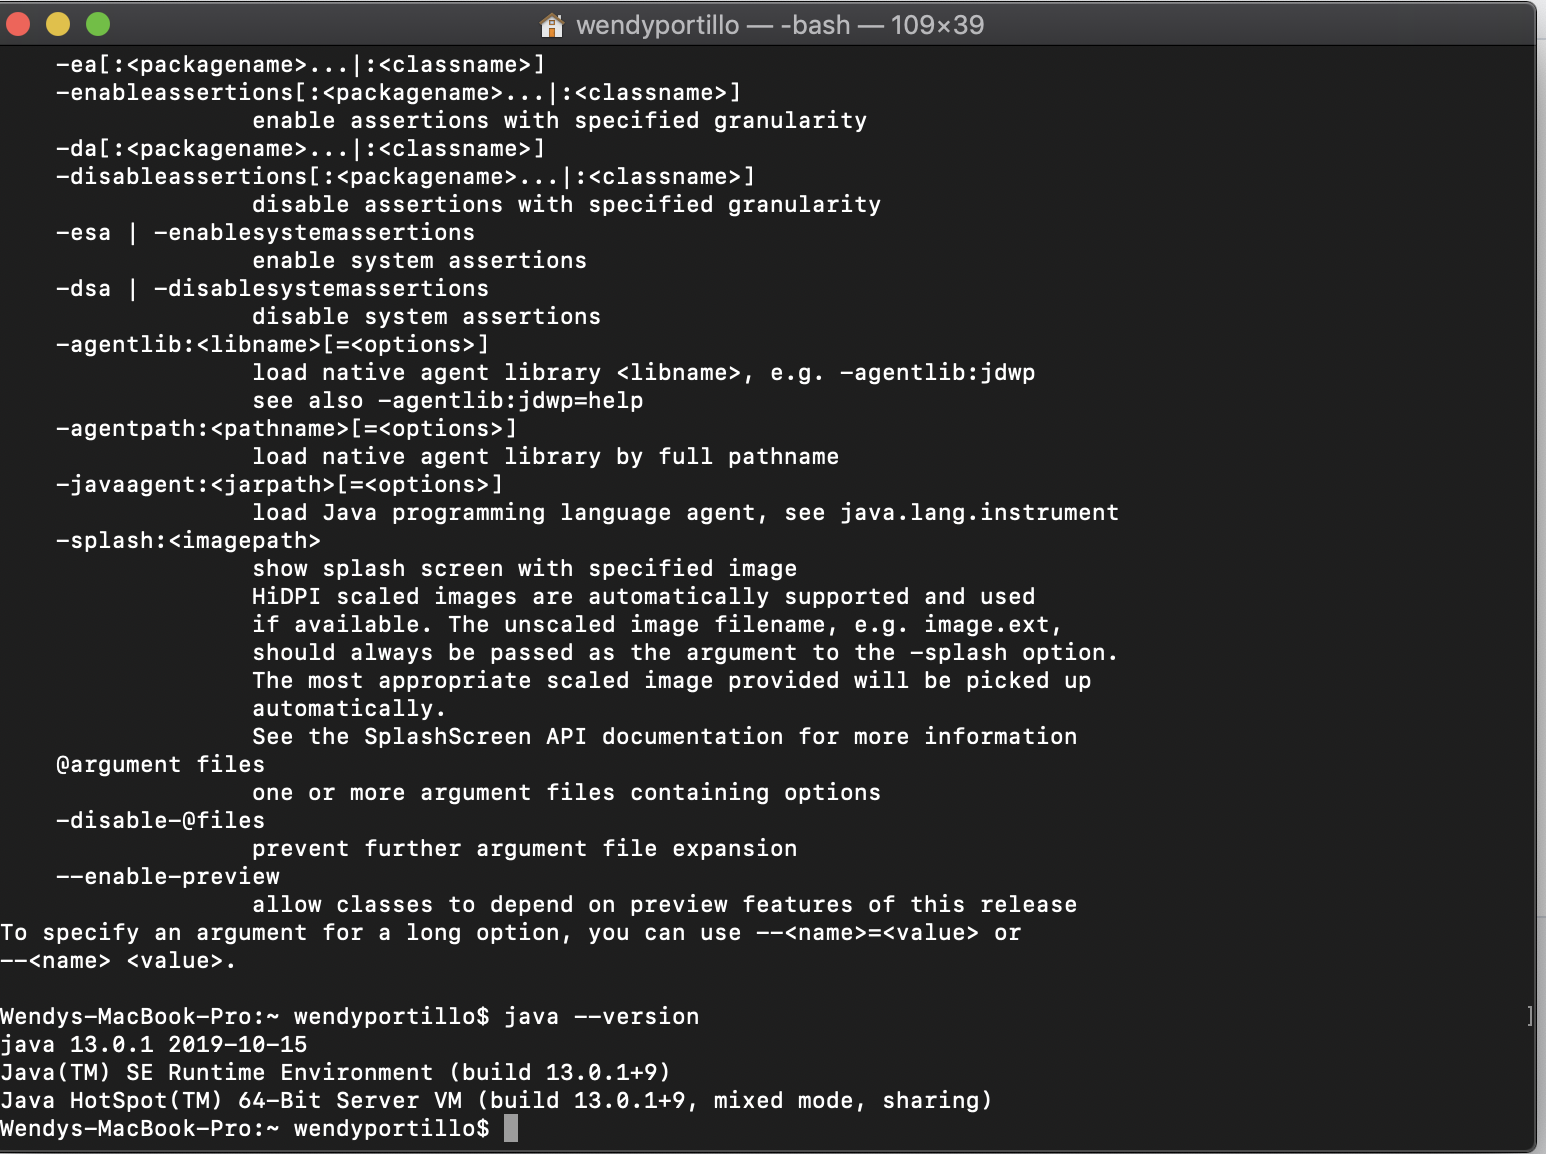 wendyportillo — -bash — 109×39
-ea[:<packagename>...|:<classname>]
-enableassertions[:<packagename>...|:<classname>]
enable assertions with specified granularity
-da[:<packagename>...|:<classname>]
-disableassertions[:<packagename>...|:<classname>]
disable assertions with specified granularity
-esa | -enablesystemassertions
enable system assertions
-dsa | -disablesystemassertions
disable system assertions
-agentlib:<libname>[=<options>]
load native agent library <libname>, e.g. -agentlib:jdwp
see also -agentlib:jdwp=help
-agentpath:<pathname>[=<options>]
load native agent library by full pathname
-javaagent:<jarpath>[=<options>]
load Java programming language agent, see java.lang.instrument
-splash:<imagepath>
show splash screen with specified image
HiDPI scaled images are automatically supported and used
if available. The unscaled image filename, e.g. image.ext,
should always be passed as the argument to the -splash option.
The most appropriate scaled image provided will be picked up
automatically.
See the SplashScreen API documentation for more information
@argument files
one or more argument files containing options
-disable-@files
prevent further argument file expansion
--enable-preview
allow classes to depend on preview features of this release
To specify an argument for a long option, you can use --<name>=<value> or
--<name> <value>.
Wendys-MacBook-Pro:~ wendyportillo$ java --version ]
java 13.0.1 2019-10-15
Java(TM) SE Runtime Environment (build 13.0.1+9)
Java HotSpot(TM) 64-Bit Server VM (build 13.0.1+9, mixed mode, sharing)
Wendys-MacBook-Pro:~ wendyportillo$